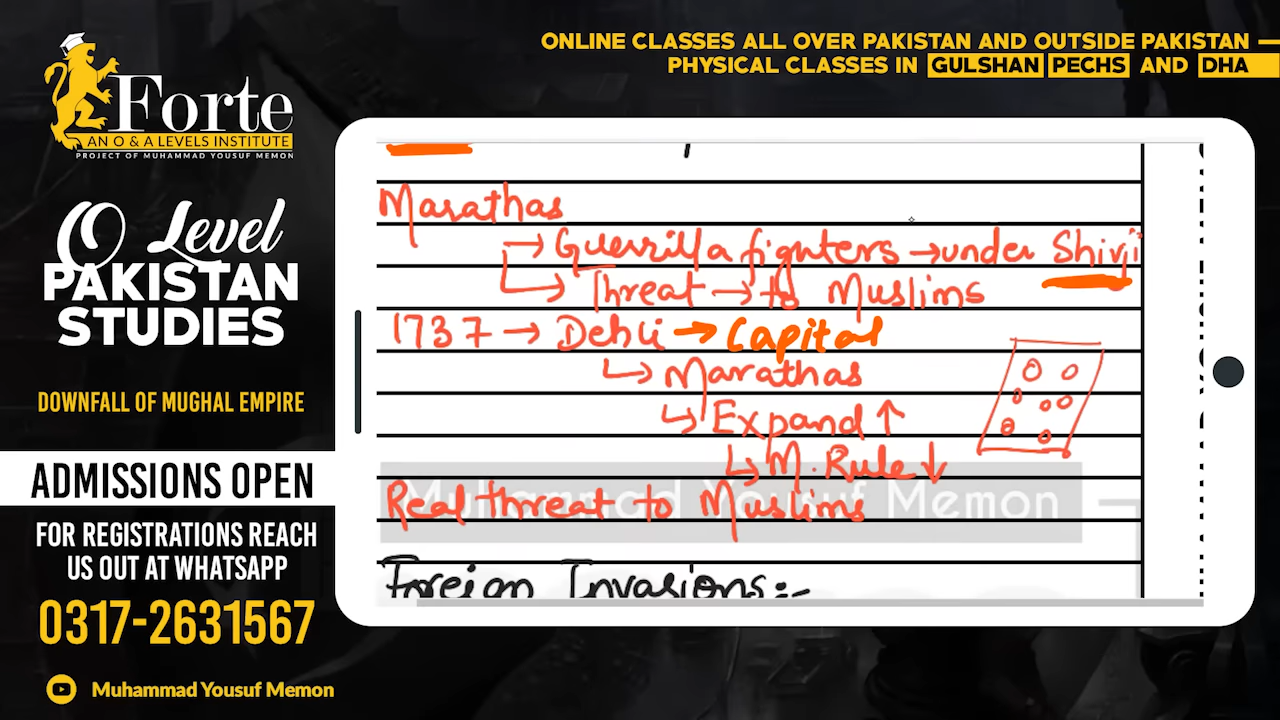 ONLINE CLASSES ALL OVER PAKISTAN AND OUTSIDE PAKISTAN
PHYSICAL CLASSES IN GULSHAN PECHS AND DHA
Forte
AN O & A LEVELS INSTITUTE
PROJECT OF MUHAMMAD YOUSUF MEMON
O Level
PAKISTAN
STUDIES
DOWNFALL OF MUGHAL EMPIRE
ADMISSIONS OPEN
FOR REGISTRATIONS REACH
US OUT AT WHATSAPP
0317-2631567
Muhammad Yousuf Memon
Marathas
→ Guerrilla fighters → under Shivji
→ Threat → to Muslims
1737 → Dehli → Capital
↳ Marathas
↳ Expand ↑
↳ M. Rule ↓
Muhammad Yousuf Memon
Real threat to Muslims
Foreign Invasions:-